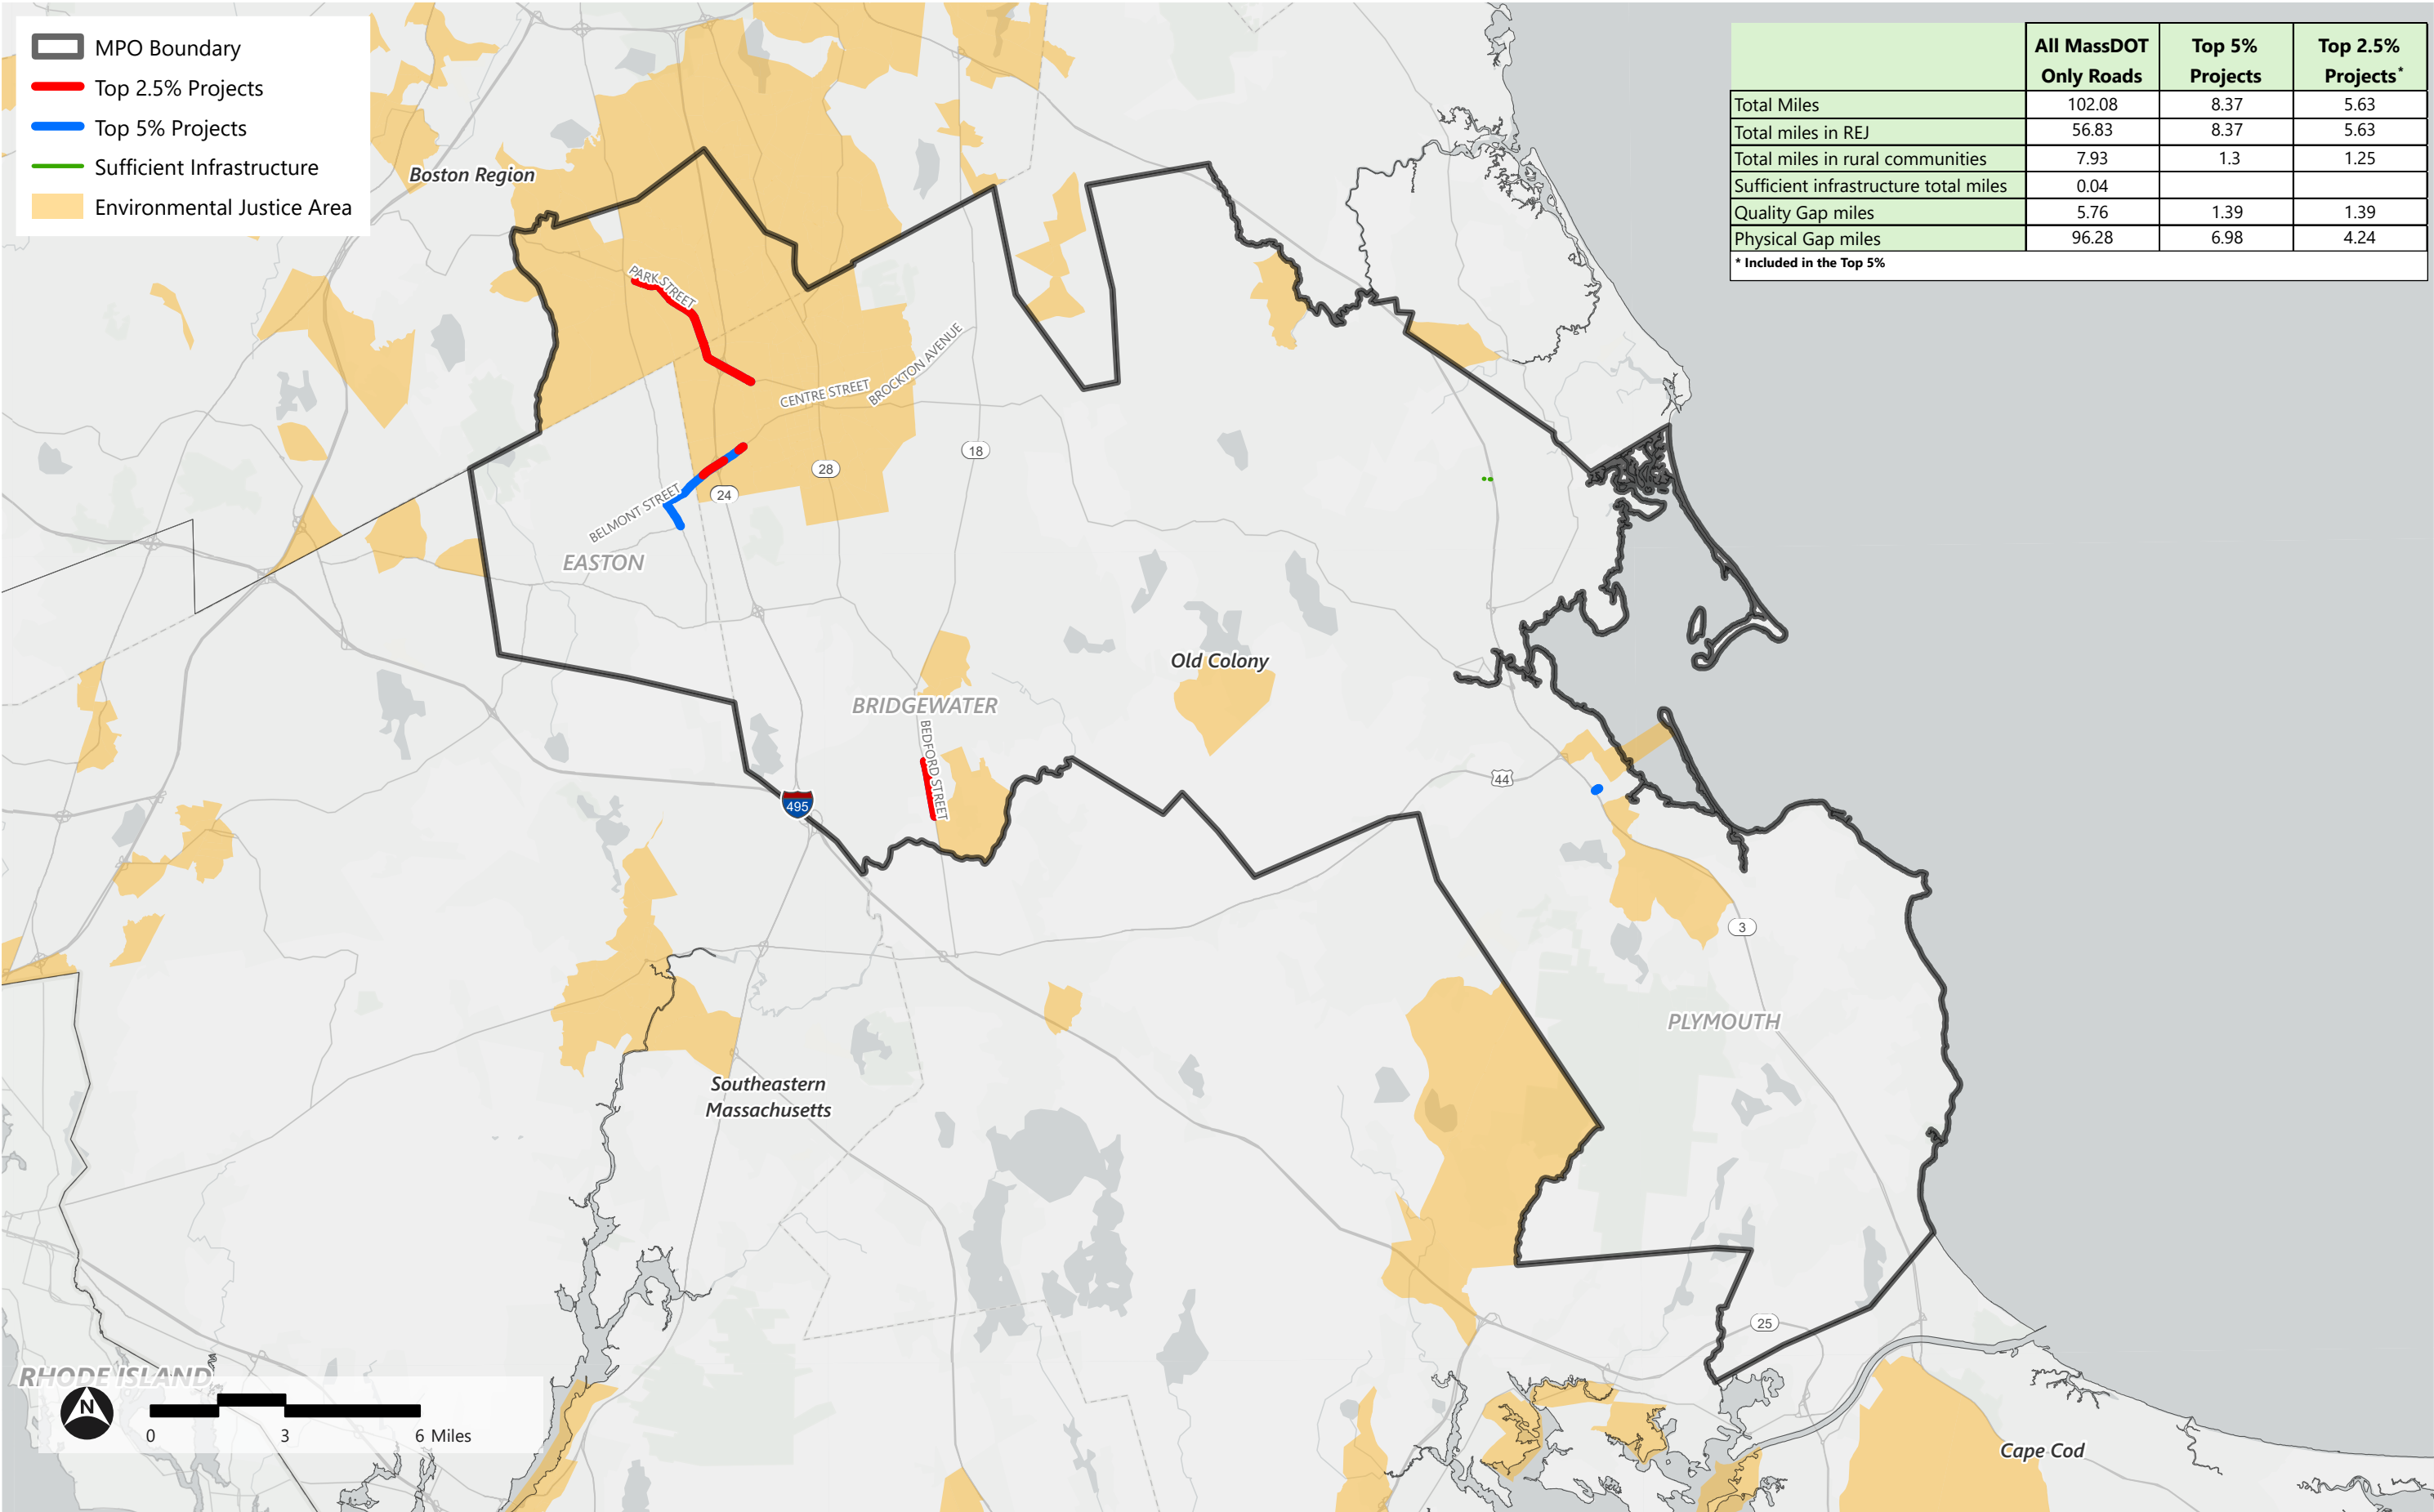 MPO Boundary
Top 2.5% Projects
Top 5% Projects
Sufficient Infrastructure
Environmental Justice Area
All MassDOT Only Roads | Top 5% Projects | Top 2.5% Projects*
Total Miles | 102.08 | 8.37 | 5.63
Total miles in REJ | 56.83 | 8.37 | 5.63
Total miles in rural communities | 7.93 | 1.3 | 1.25
Sufficient infrastructure total miles | 0.04
Quality Gap miles | 5.76 | 1.39 | 1.39
Physical Gap miles | 96.28 | 6.98 | 4.24
* Included in the Top 5%
Boston Region
PARK STREET
CENTRE STREET
BROCKTON AVENUE
18
28
24
BELMONT STREET
EASTON
Old Colony
BRIDGEWATER
BEDFORD STREET
44
495
3
PLYMOUTH
Southeastern
Massachusetts
25
RHODE ISLAND
N
0 3 6 Miles
Cape Cod